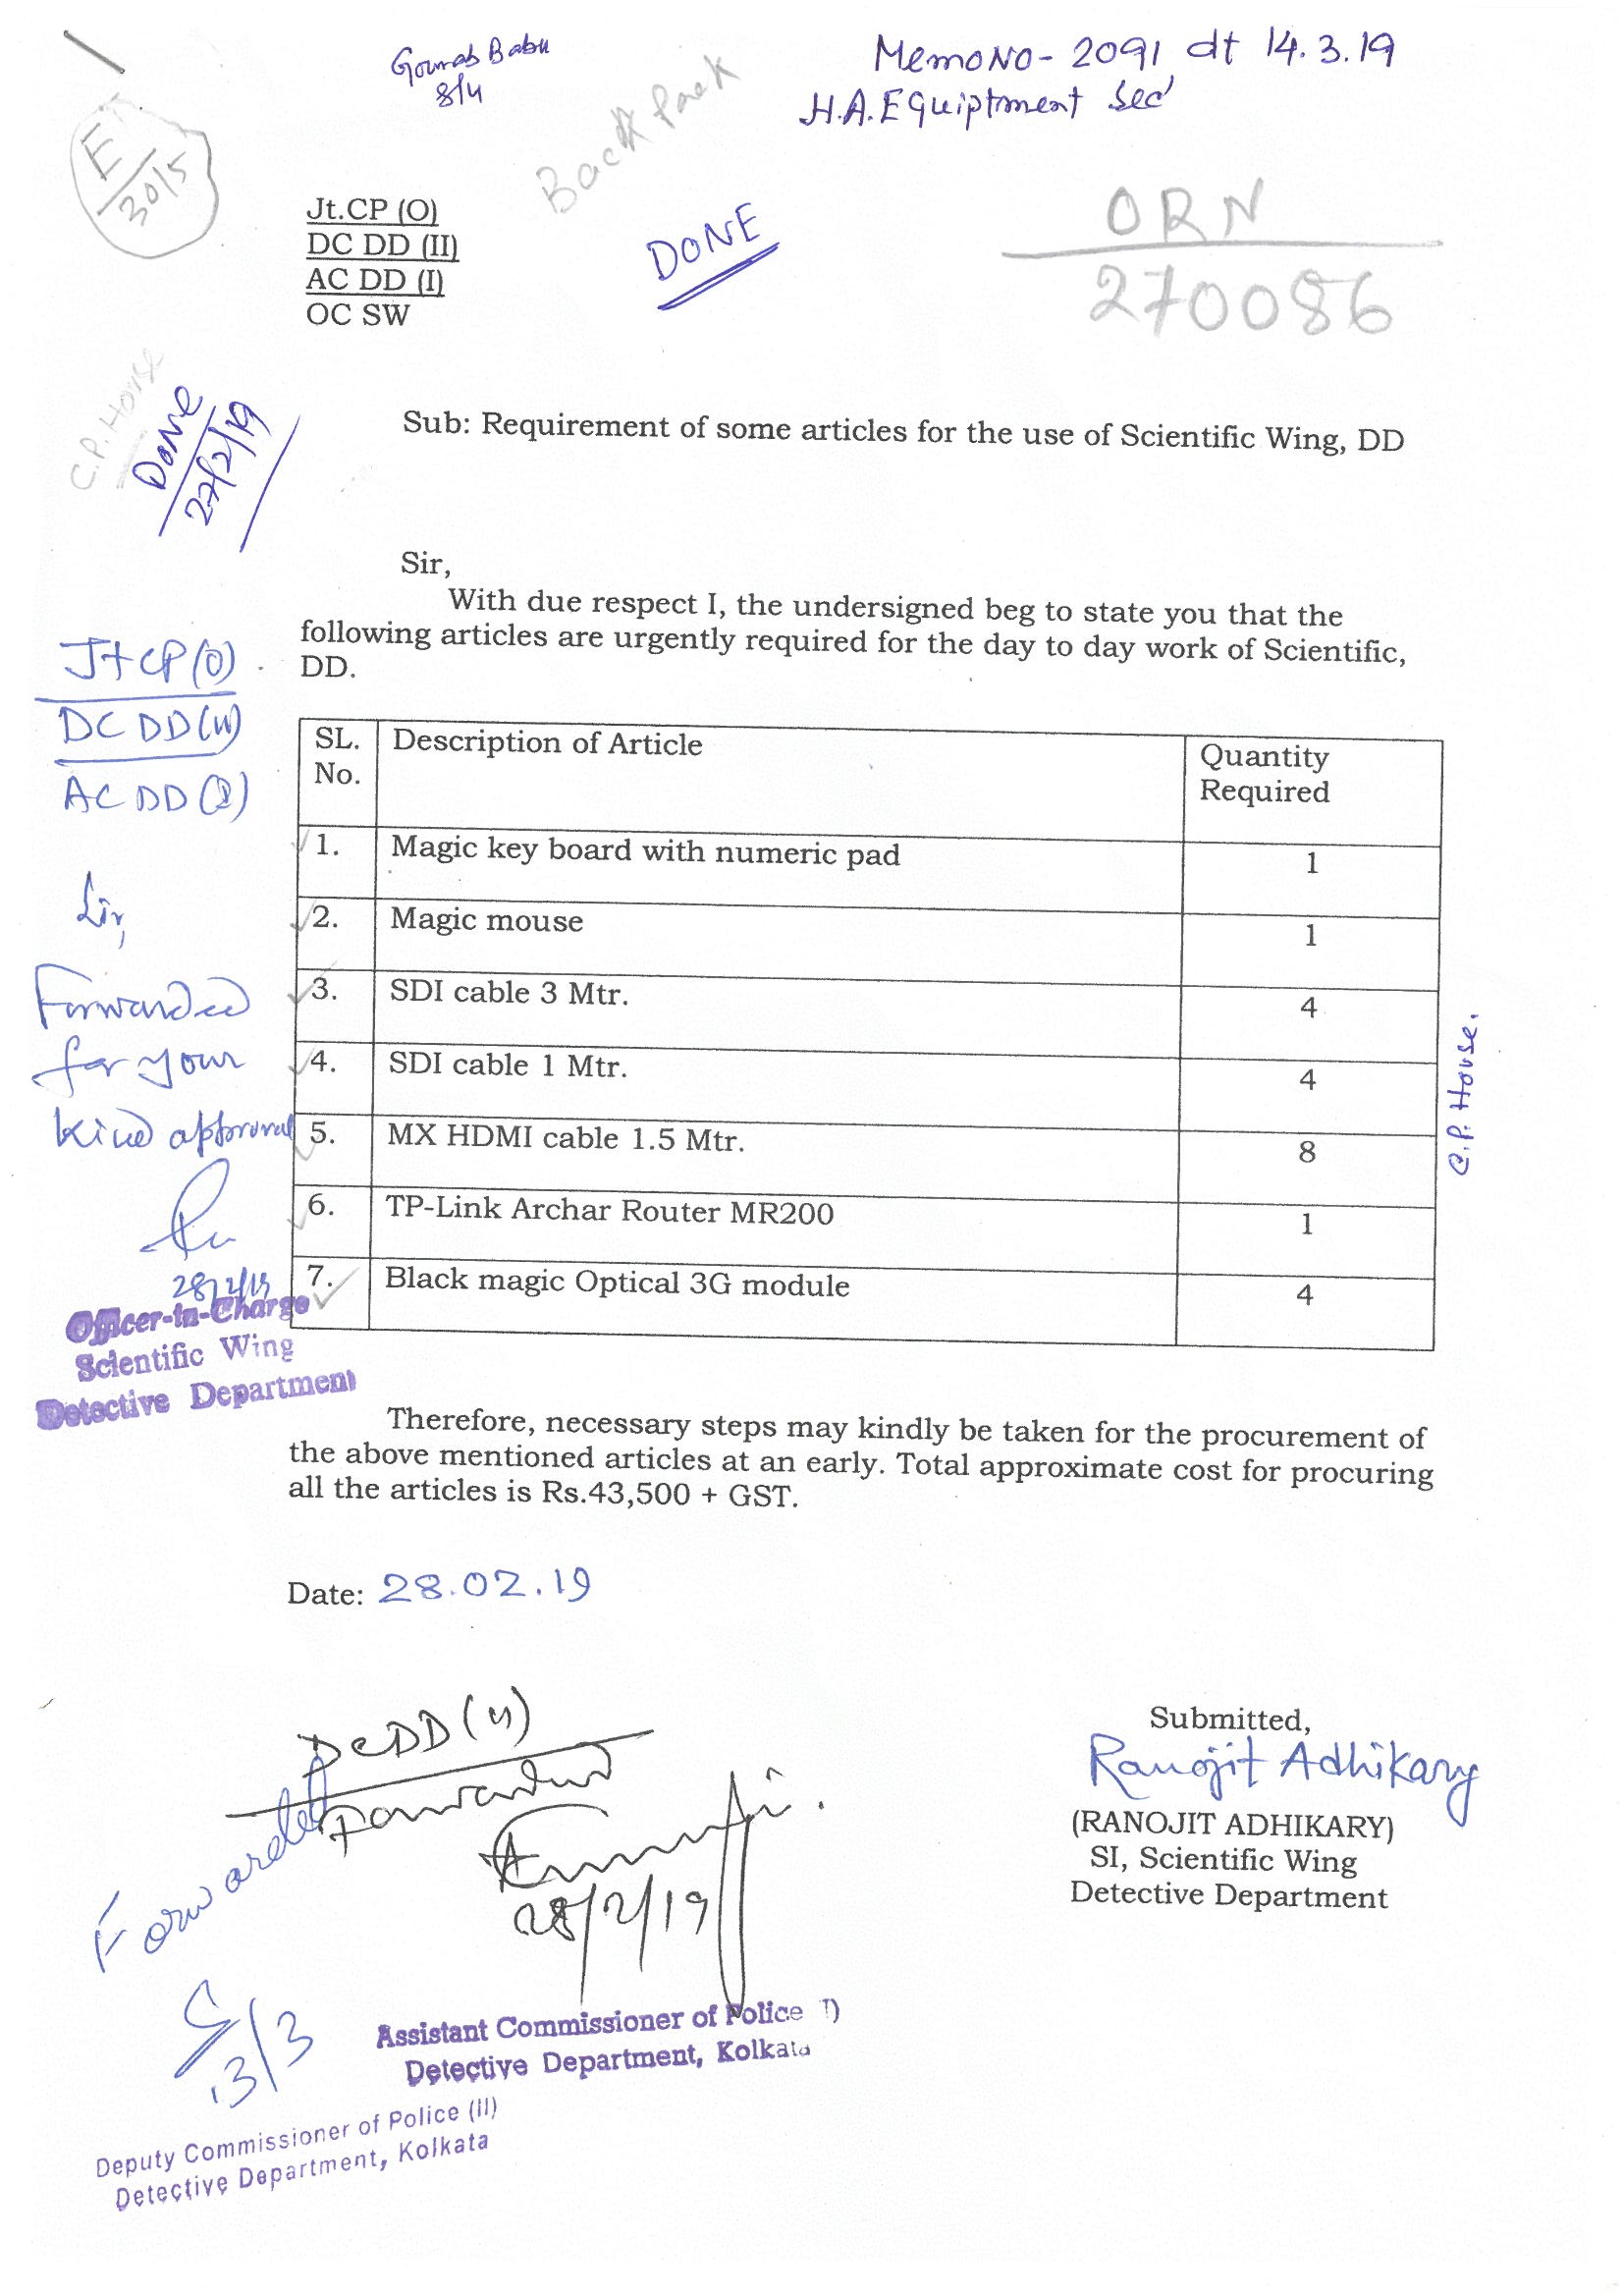 Gourab Babu
8/4
Memo No- 2091 dt 14.3.19
H.A. Equiptment Sec
Back Pack
E
30/5
Jt.CP (O)
DC DD (II)
AC DD (I)
OC SW
DONE
ORN
270086
C.P. House
Done
27/2/19
Sub: Requirement of some articles for the use of Scientific Wing, DD
Sir,
With due respect I, the undersigned beg to state you that the
following articles are urgently required for the day to day work of Scientific,
DD.
Jt CP (O)
DC DD (II)
AC DD (I)
Sir,
Forwarded
for your
kind approval
28/2/19
Officer-in-Charge
Scientific Wing
Detective Department
SL. No. Description of Article Quantity Required
1. Magic key board with numeric pad 1
2. Magic mouse 1
3. SDI cable 3 Mtr. 4
4. SDI cable 1 Mtr. 4
5. MX HDMI cable 1.5 Mtr. 8
6. TP-Link Archar Router MR200 1
7. Black magic Optical 3G module 4
C.P. House.
Therefore, necessary steps may kindly be taken for the procurement of
the above mentioned articles at an early. Total approximate cost for procuring
all the articles is Rs.43,500 + GST.
Date: 28.02.19
DCDD (II)
Forwarded
28/2/19
Assistant Commissioner of Police I)
Detective Department, Kolkata
Forwarded
13/3
Deputy Commissioner of Police (II)
Detective Department, Kolkata
Submitted,
Ranojit Adhikary
(RANOJIT ADHIKARY)
SI, Scientific Wing
Detective Department